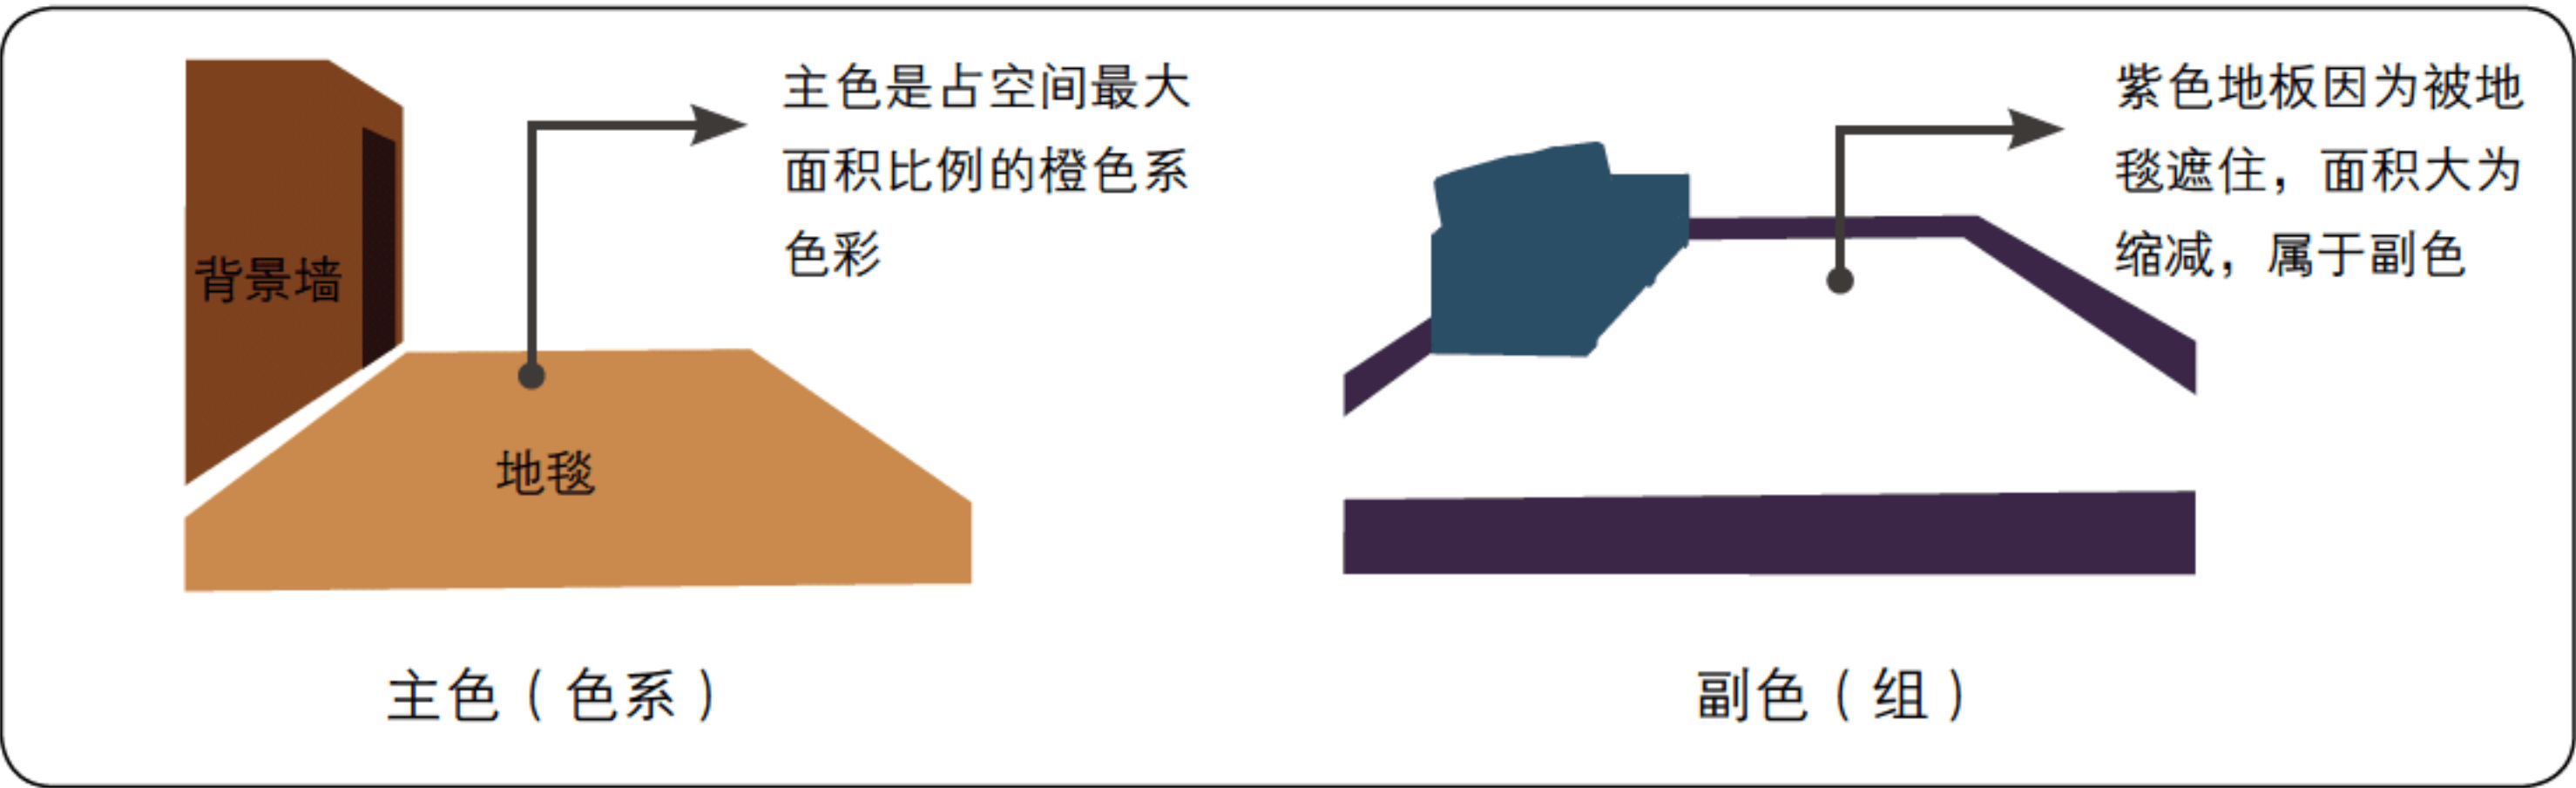 主色是占空间最大
面积比例的橙色系
色彩
背景墙
地毯
主色（色系）
紫色地板因为被地
毯遮住，面积大为
缩减，属于副色
副色（组）